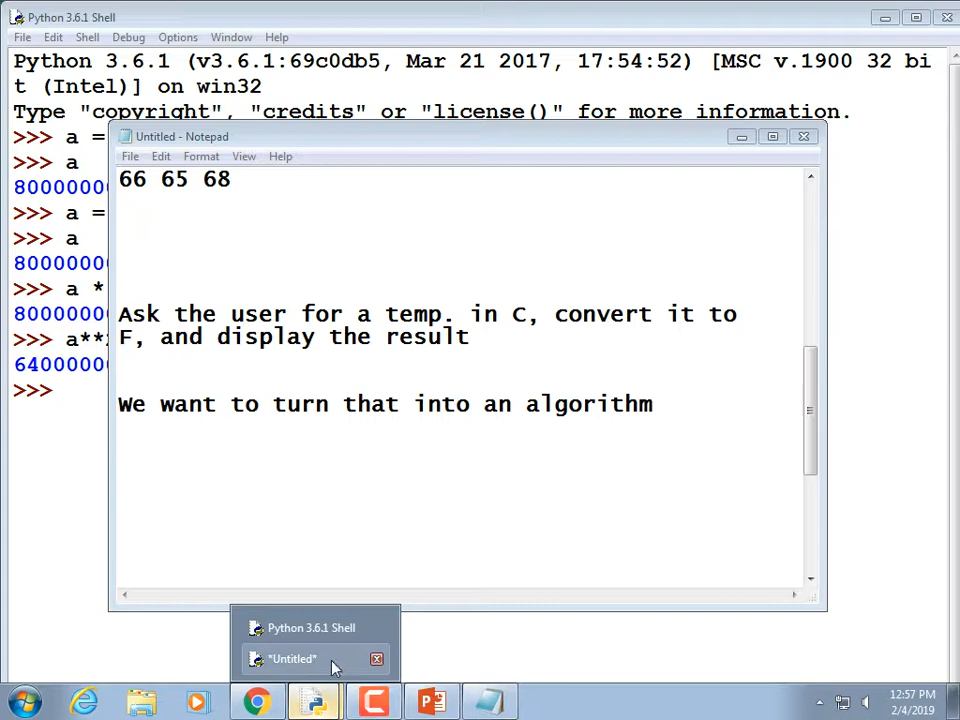 Python 3.6.1 Shell
File Edit Shell Debug Options Window Help
Python 3.6.1 (v3.6.1:69c0db5, Mar 21 2017, 17:54:52) [MSC v.1900 32 bi
t (Intel)] on win32
Type "copyright", "credits" or "license()" for more information.
>>> a =
>>> a
8000000
>>> a =
>>> a
8000000
>>> a *
8000000
>>> a**
6400000
>>>
Untitled - Notepad
File Edit Format View Help
66 65 68
Ask the user for a temp. in C, convert it to
F, and display the result
We want to turn that into an algorithm
Python 3.6.1 Shell
*Untitled*
12:57 PM
2/4/2019